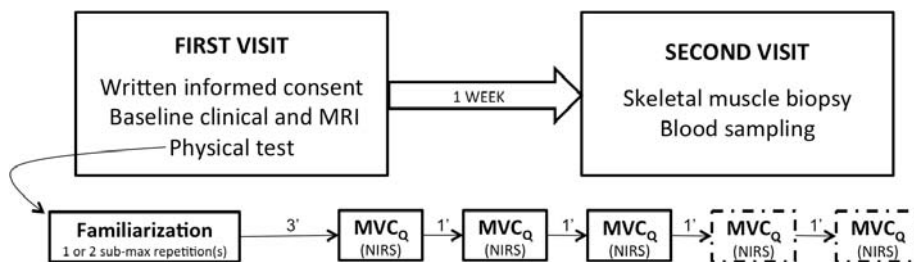 FIRST VISIT
Written informed consent
Baseline clinical and MRI
Physical test
1 WEEK
SECOND VISIT
Skeletal muscle biopsy
Blood sampling
Familiarization
1 or 2 sub-max repetition(s)
3'
MVCQ
(NIRS)
1'
MVCQ
(NIRS)
1'
MVCQ
(NIRS)
1'
MVCQ
(NIRS)
1'
MVCQ
(NIRS)